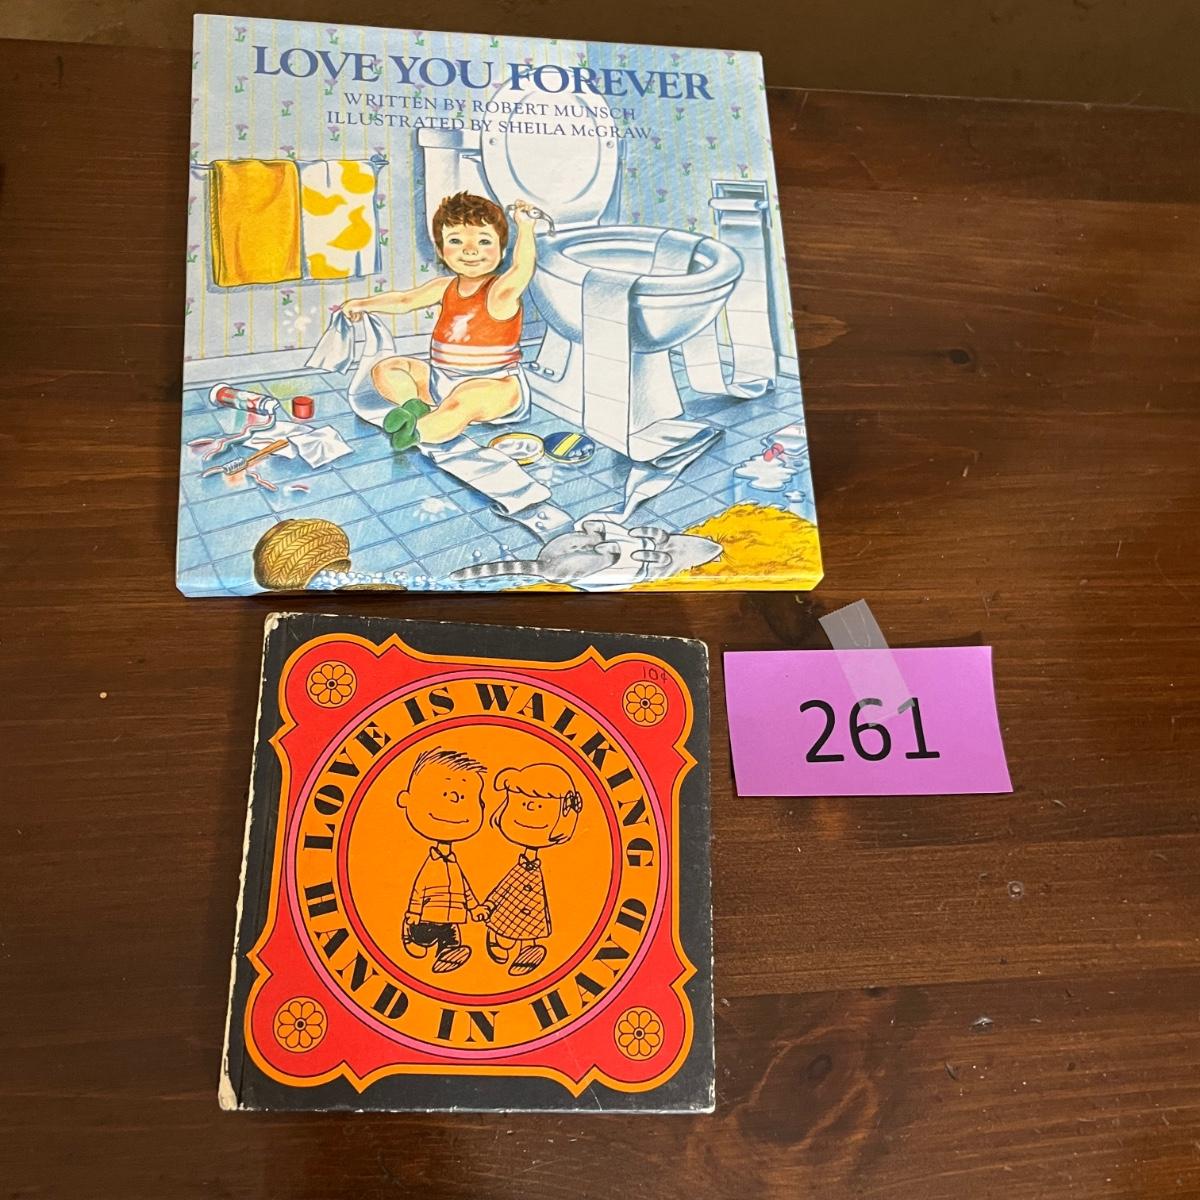 LOVE YOU FOREVER
WRITTEN BY ROBERT MUNSCH
ILLUSTRATED BY SHEILA McGRAW
10¢
LOVE IS WALKING
HAND IN HAND
261